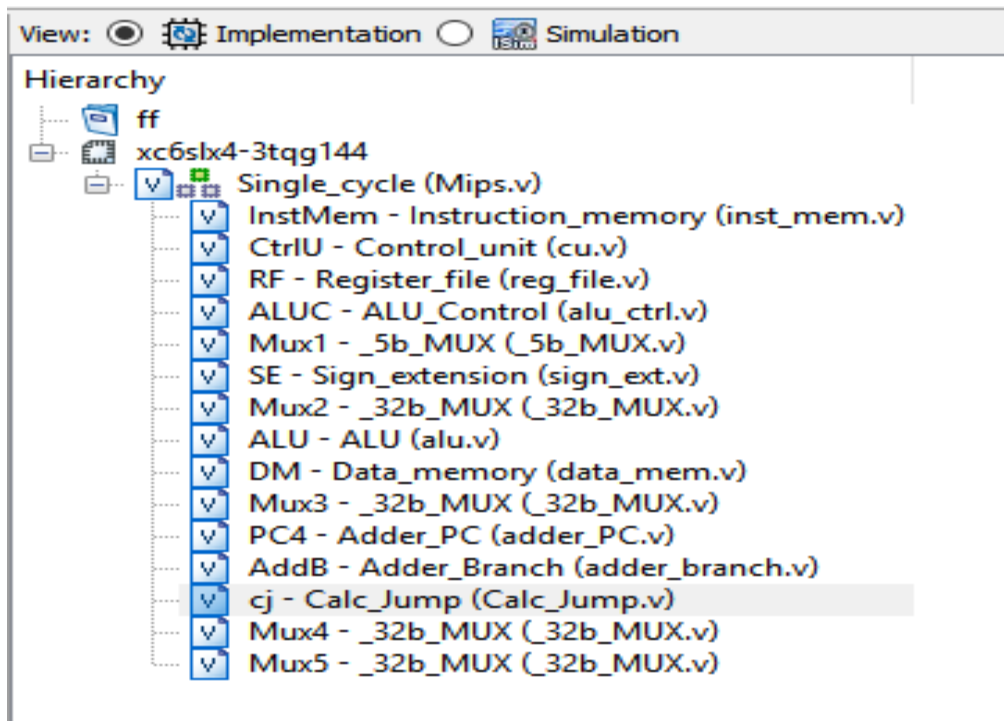 View: Implementation Simulation
Hierarchy
ff
xc6slx4-3tqg144
Single_cycle (Mips.v)
InstMem - Instruction_memory (inst_mem.v)
CtrlU - Control_unit (cu.v)
RF - Register_file (reg_file.v)
ALUC - ALU_Control (alu_ctrl.v)
Mux1 - _5b_MUX (_5b_MUX.v)
SE - Sign_extension (sign_ext.v)
Mux2 - _32b_MUX (_32b_MUX.v)
ALU - ALU (alu.v)
DM - Data_memory (data_mem.v)
Mux3 - _32b_MUX (_32b_MUX.v)
PC4 - Adder_PC (adder_PC.v)
AddB - Adder_Branch (adder_branch.v)
cj - Calc_Jump (Calc_Jump.v)
Mux4 - _32b_MUX (_32b_MUX.v)
Mux5 - _32b_MUX (_32b_MUX.v)